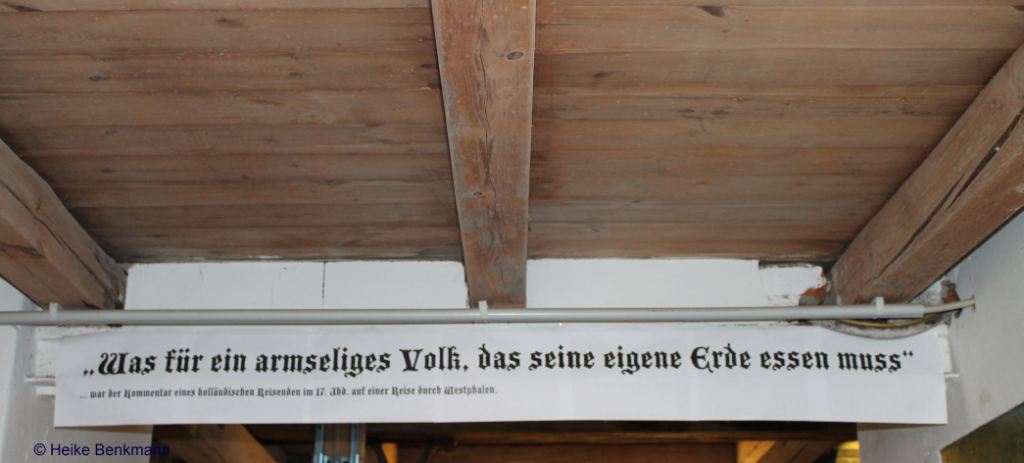 „Was für ein armseliges Volk, das seine eigene Erde essen muss“
... war der Kommentar eines holländischen Reisenden im 17. Jhd. auf einer Reise durch Westphalen.
© Heike Benkmann